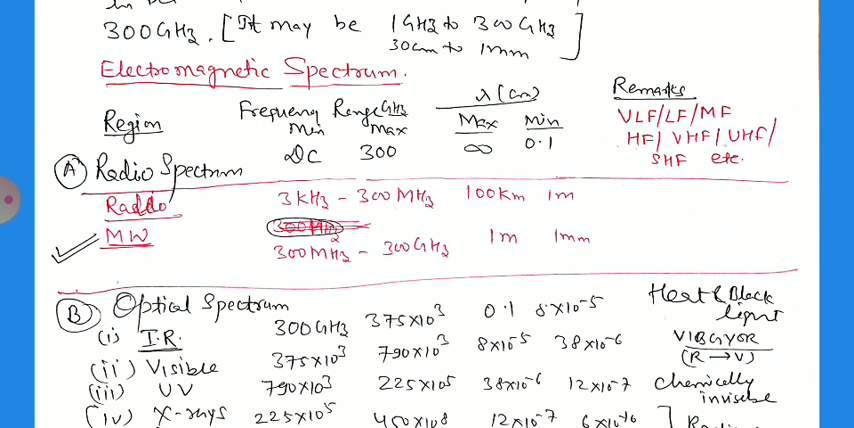 300GHz. [It may be 1GHz to 300GHz
30cm to 1mm]
Electromagnetic Spectrum.
Region Frequency Range GHz λ(cm) Remarks
Min Max Max Min
DC 300 ∞ 0.1
VLF/LF/MF
HF/VHF/UHF/
SHF etc.
(A) Radio Spectrum
Raddo 3KHz - 300MHz 100Km 1m
MW 300MHz - 300GHz 1m 1mm
(B) Optical Spectrum
(i) I.R. 300GHz 375×10³ 0.1 8×10-5 Heat & Black light
(ii) Visible 375×10³ 790×10³ 8×10-5 38×10-6 VIBGYOR
(R→V)
(iii) UV 790×10³ 225×10⁵ 38×10-6 12×10-7 Chemically
invisible
(iv) X-rays 225×10⁵ 450×10⁸ 12×10-7